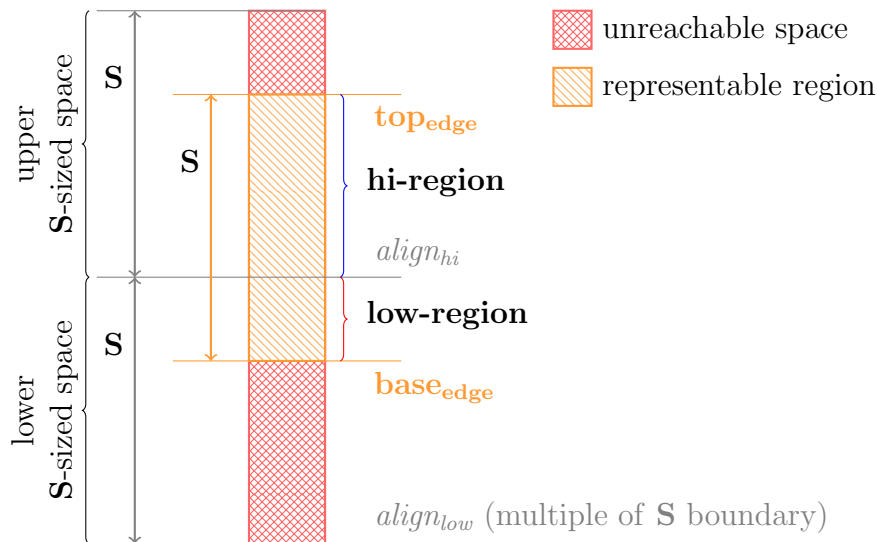 unreachable space
representable region
upper
S-sized space
S
top_edge
S
hi-region
align_hi
low-region
S
base_edge
lower
S-sized space
align_low (multiple of S boundary)